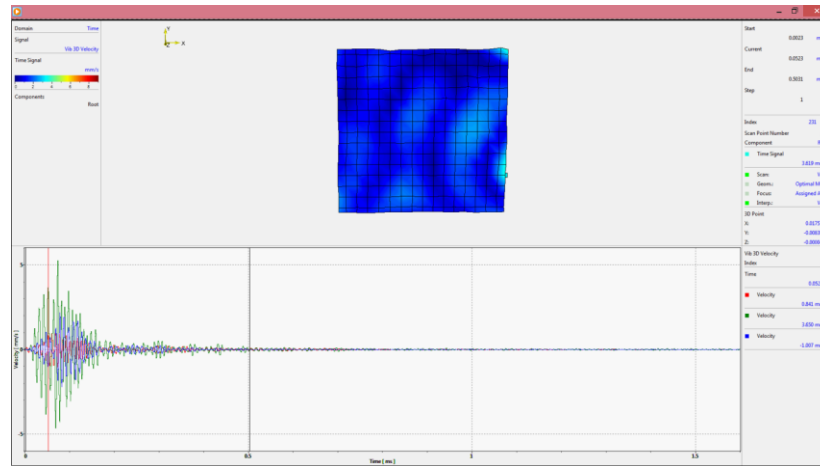 Domain Time
Signal
Vib 3D Velocity
Time Signal
mm/s
0 2 4 6 8
Components
Root
Y
X
Start
0.0023
Current
0.0523
End
0.5031
Step
1
Index 231
Scan Point Number
Component
Time Signal
3.819
Scan:
Geom.: Optimal
Focus: Assigned
Interp.:
3D Point
X: 0.0175
Y:
Z:
Vib 3D Velocity
Index
Time
Velocity
0.841
Velocity
3.650
Velocity
-1.007
Velocity [ mm/s ]
5
0
-5
0 0.5 1 1.5
Time [ ms ]